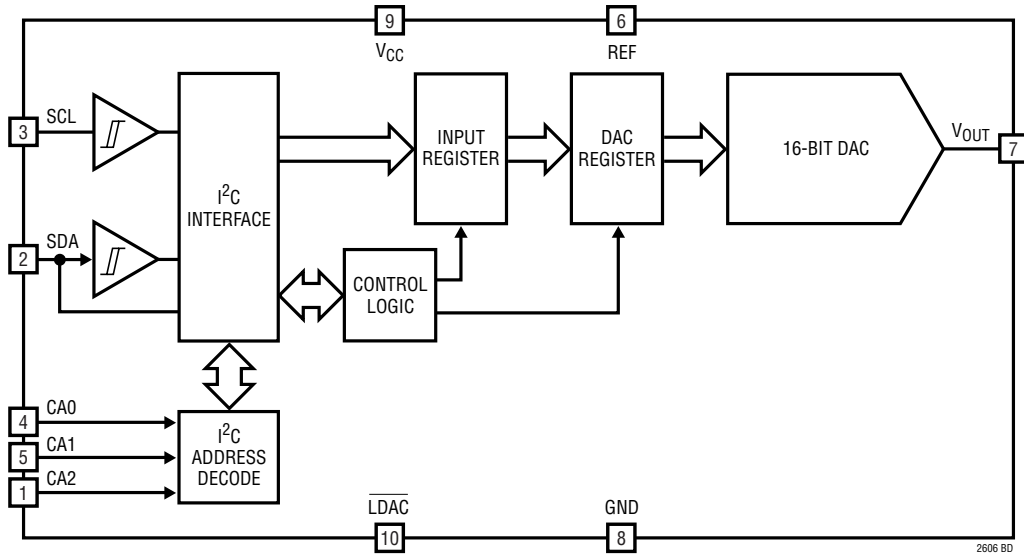 9
6
VCC
REF
3
SCL
I²C
INTERFACE
INPUT
REGISTER
DAC
REGISTER
16-BIT DAC
VOUT
7
2
SDA
CONTROL
LOGIC
4
CA0
5
CA1
1
CA2
I²C
ADDRESS
DECODE
LDAC
GND
10
8
2606 BD